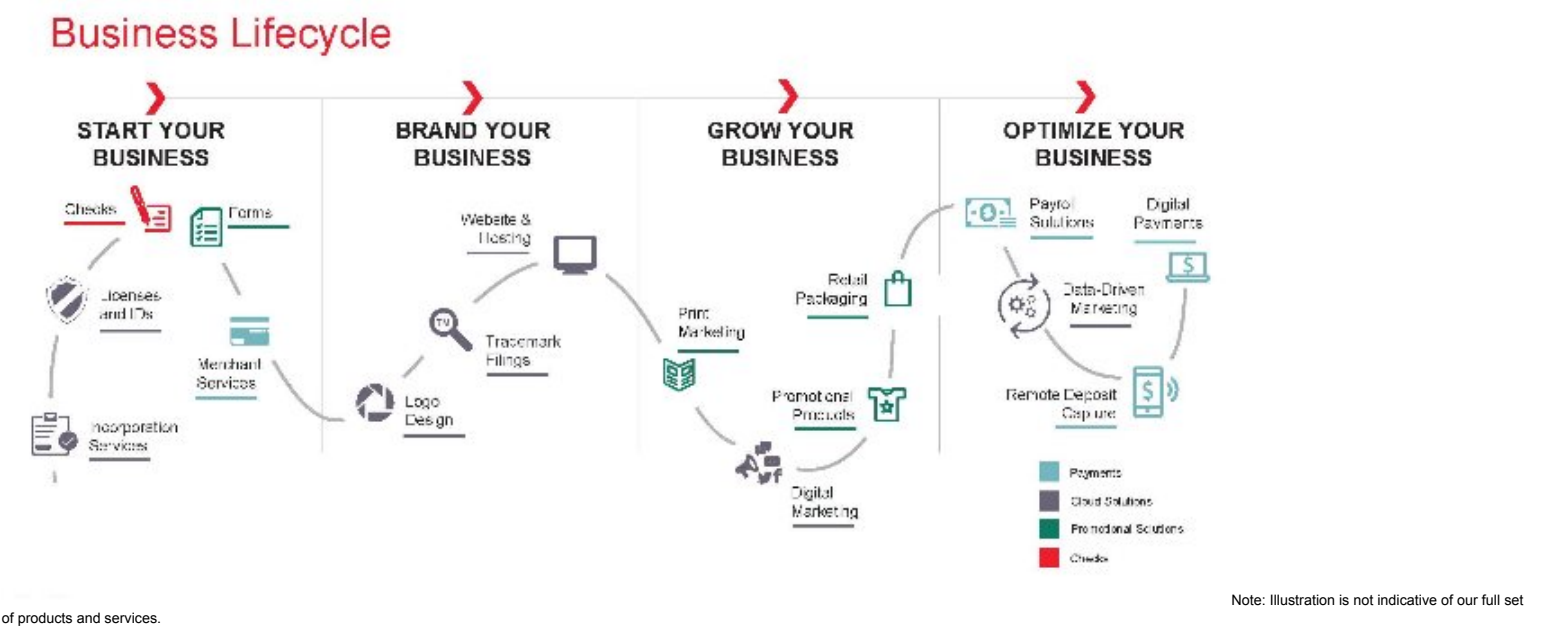 Business Lifecycle
START YOUR
BUSINESS
Checks
Forms
Licenses
and IDs
Merchant
Services
Incorporation
Services
BRAND YOUR
BUSINESS
Website &
Hosting
TM
Trademark
Filings
Logo
Design
GROW YOUR
BUSINESS
Retail
Packaging
Print
Marketing
Promotional
Products
Digital
Marketing
OPTIMIZE YOUR
BUSINESS
Payroll
Solutions
Digital
Payments
$
$
Data-Driven
Marketing
Remote Deposit
Capture
$
Payments
Cloud Solutions
Promotional Solutions
Checks
Note: Illustration is not indicative of our full set
of products and services.